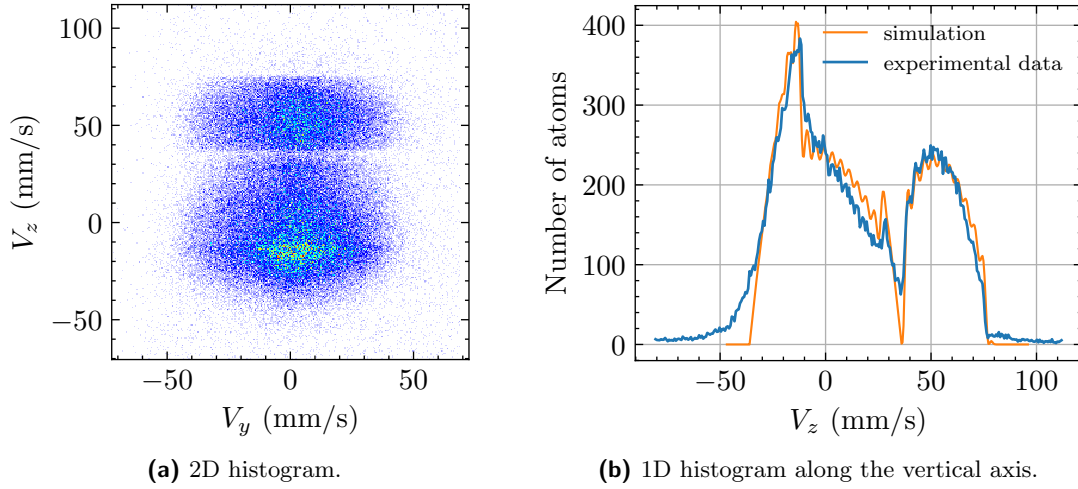 100
50
0
−50
V_z (mm/s)
−50
0
50
V_y (mm/s)
(a) 2D histogram.
400
300
200
100
0
Number of atoms
simulation
experimental data
−50
0
50
100
V_z (mm/s)
(b) 1D histogram along the vertical axis.